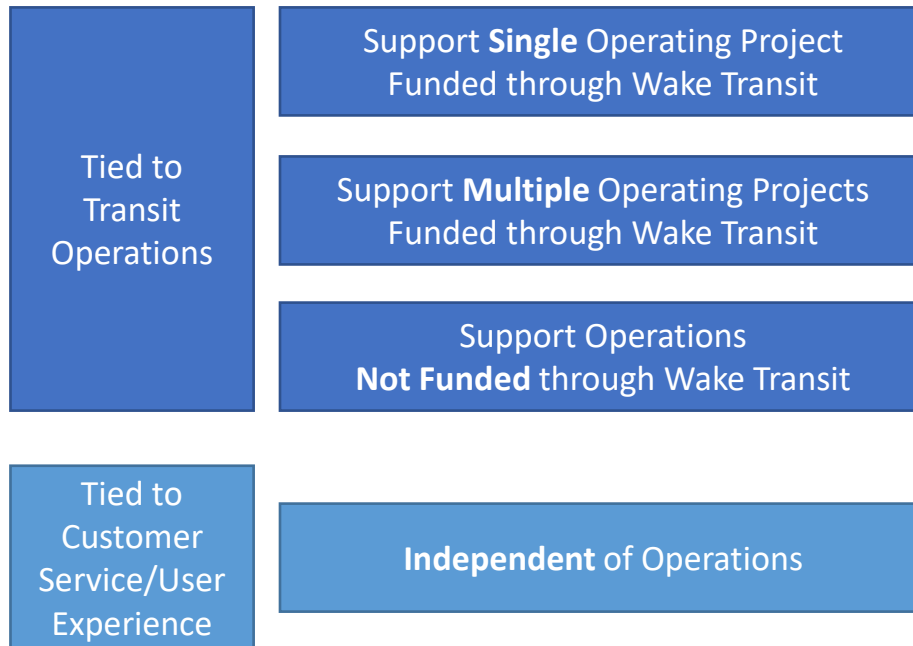 Tied to
Transit
Operations
Support Single Operating Project
Funded through Wake Transit
Support Multiple Operating Projects
Funded through Wake Transit
Support Operations
Not Funded through Wake Transit
Tied to
Customer
Service/User
Experience
Independent of Operations